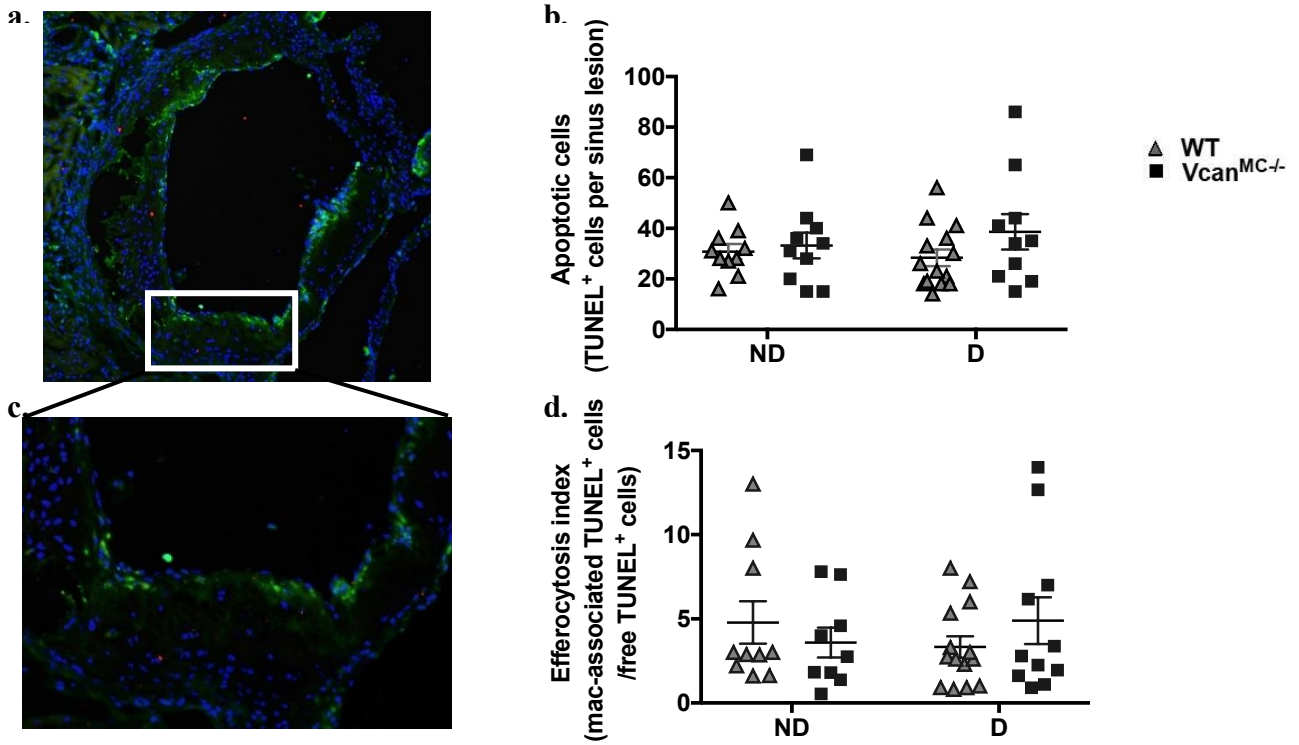 a.
b.
Apoptotic cells
(TUNEL⁺ cells per sinus lesion)
100
80
60
40
20
0
ND
D
WT
Vcanᴹᶜ⁻/⁻
c.
d.
Efferocytosis index
(mac-associated TUNEL⁺ cells
/free TUNEL⁺ cells)
15
10
5
0
ND
D